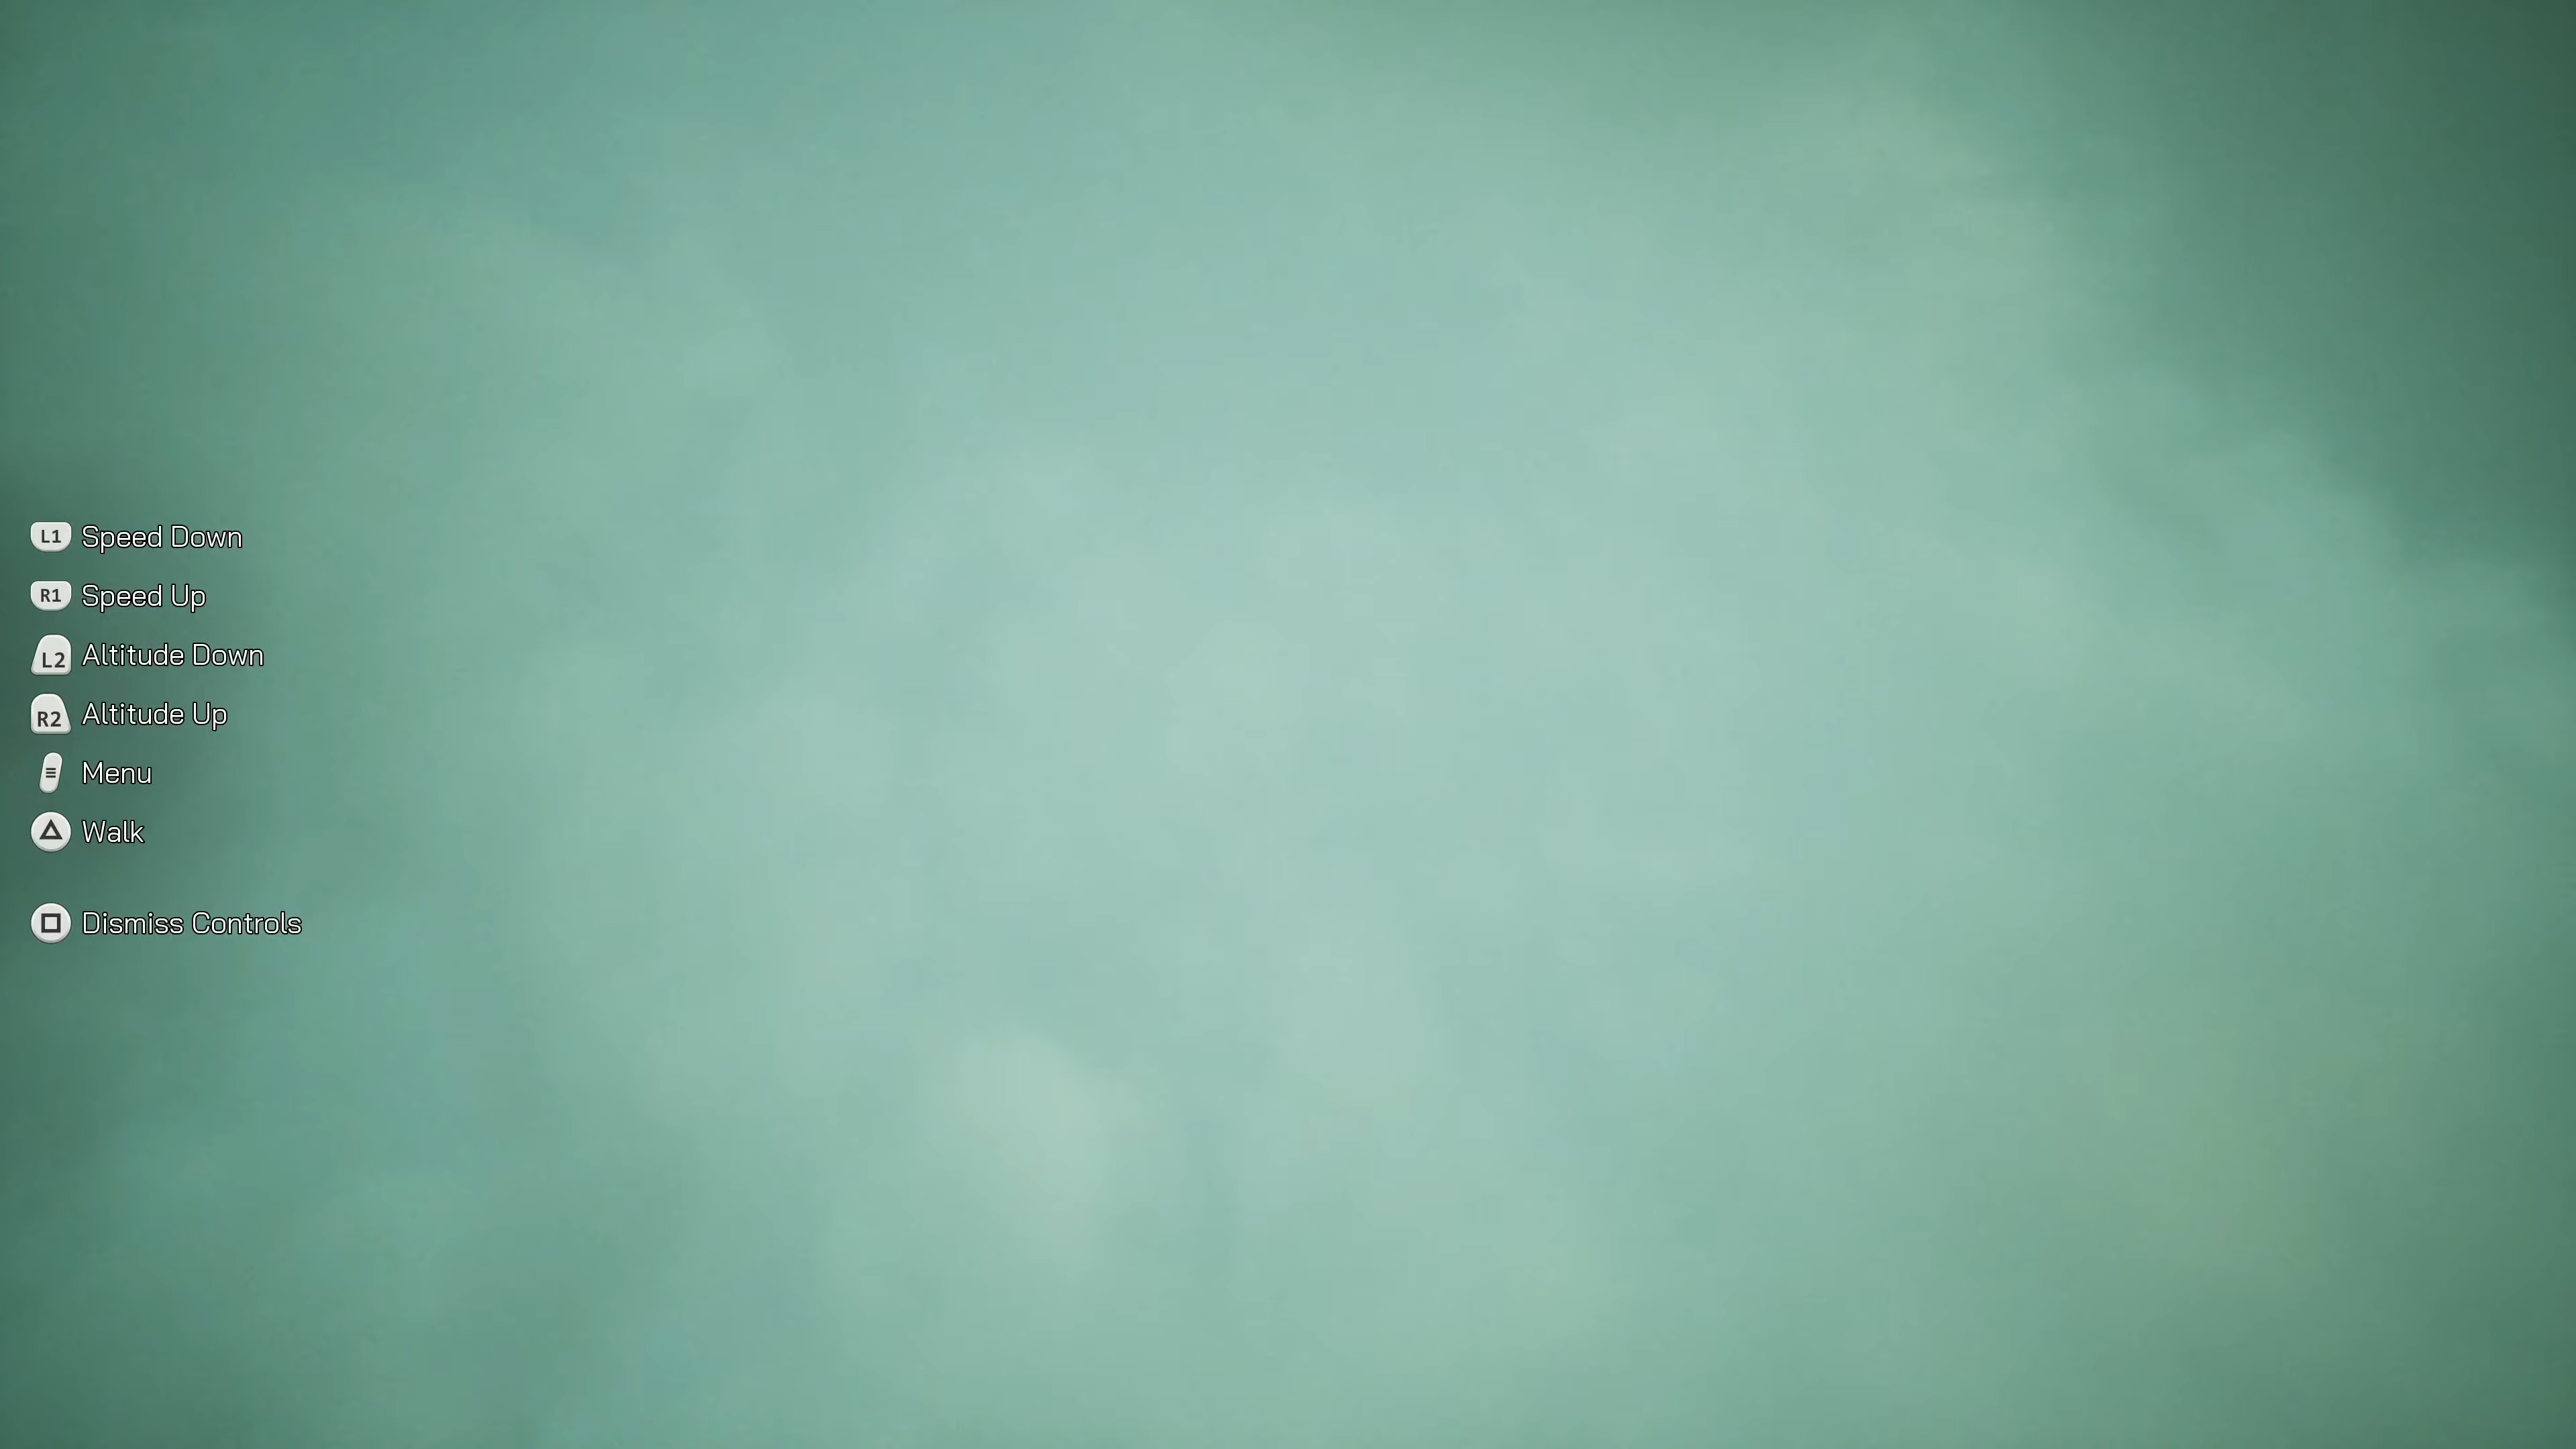 L1 Speed Down
R1 Speed Up
L2 Altitude Down
R2 Altitude Up
Menu
Walk
Dismiss Controls